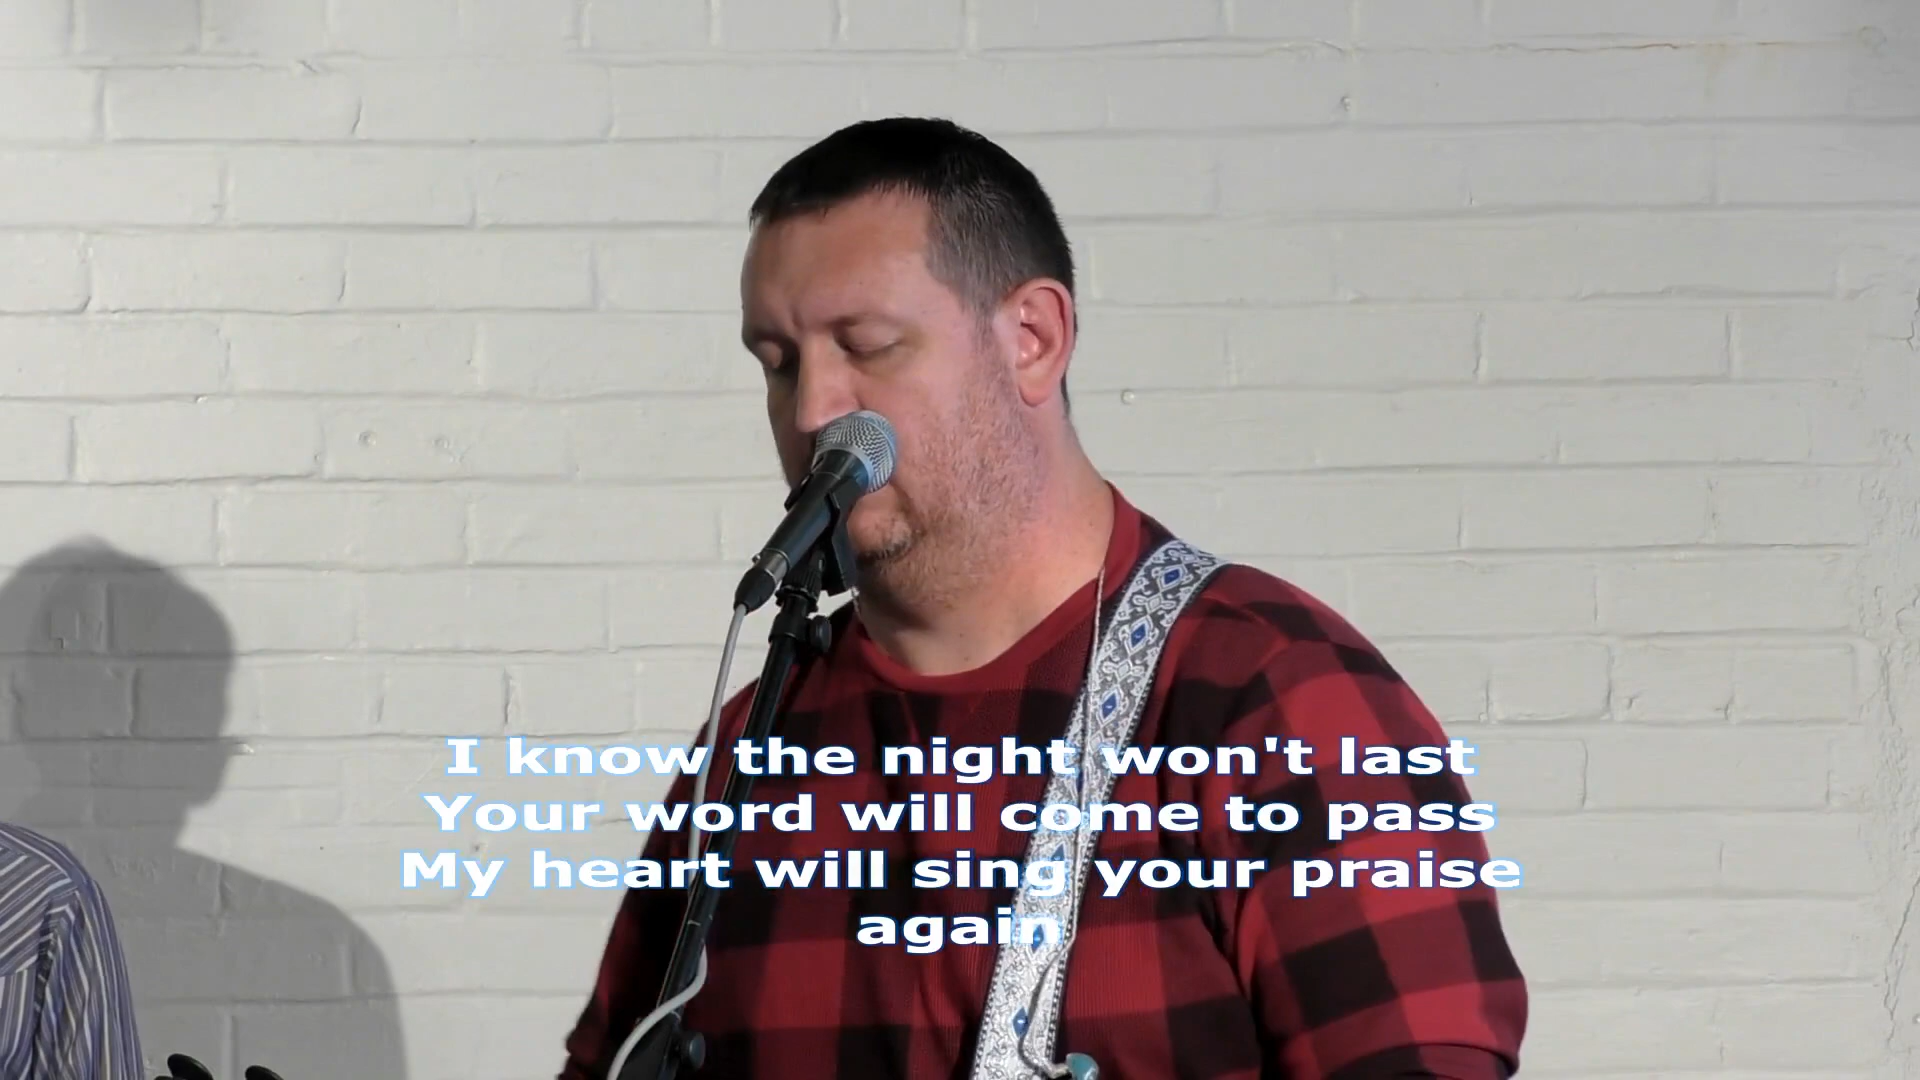 I know the night won't last
Your word will come to pass
My heart will sing your praise
again